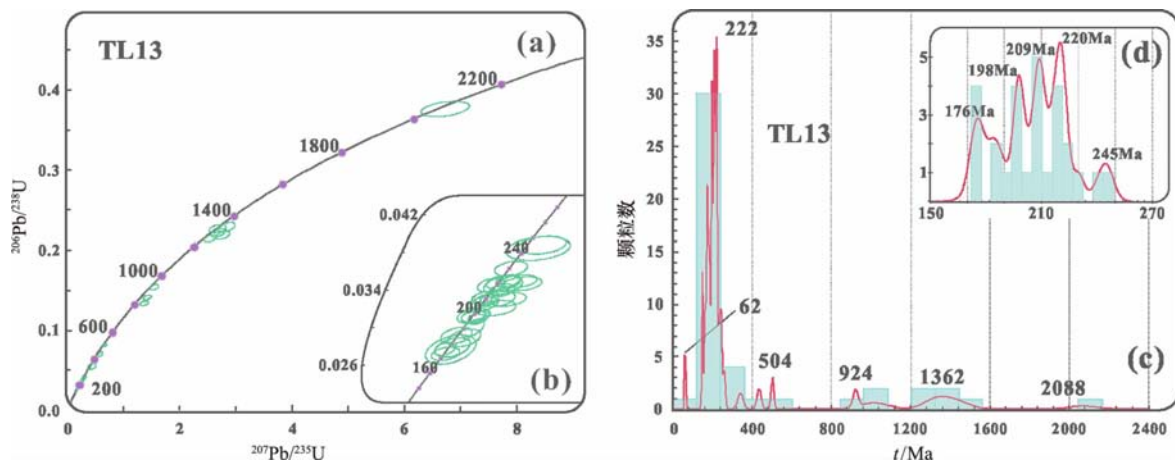 TL13
(a)
2200
1800
1400
1000
600
200
0.4
0.3
0.2
0.1
0.0
²⁰⁶Pb/²³⁸U
0 2 4 6 8
²⁰⁷Pb/²³⁵U
0.042
0.034
0.026
240
200
160
(b)
35
30
25
20
15
10
5
0
颗粒数
222
TL13
62
504
924
1362
2088
(c)
0 400 800 1200 1600 2000 2400
t/Ma
(d)
5
3
1
176Ma
198Ma
209Ma
220Ma
245Ma
150 210 270